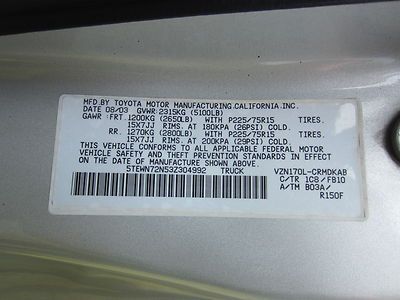 MFD. BY TOYOTA MOTOR MANUFACTURING.CALIFORNIA.INC.
DATE 08/03 GVWR:2315KG (5100LB)
GAWR : FRT. 1200KG (2650LB) WITH P225/75R15 TIRES.
15X7JJ RIMS. AT 180KPA (26PSI) COLD.
RR. 1270KG (2800LB) WITH P225/75R15 TIRES.
15X7JJ RIMS. AT 200KPA (29PSI) COLD.
THIS VEHICLE CONFORMS TO ALL APPLICABLE FEDERAL MOTOR
VEHICLE SAFETY STANDARDS IN EFFECT
ON THE DATE OF MANUFACTURE SHOWN ABOVE.
5TEWN72N53Z304992 TRUCK VZN170L-CRMDKAB
C/TR 1C8 / FB10
A/TM B03A/
R150F